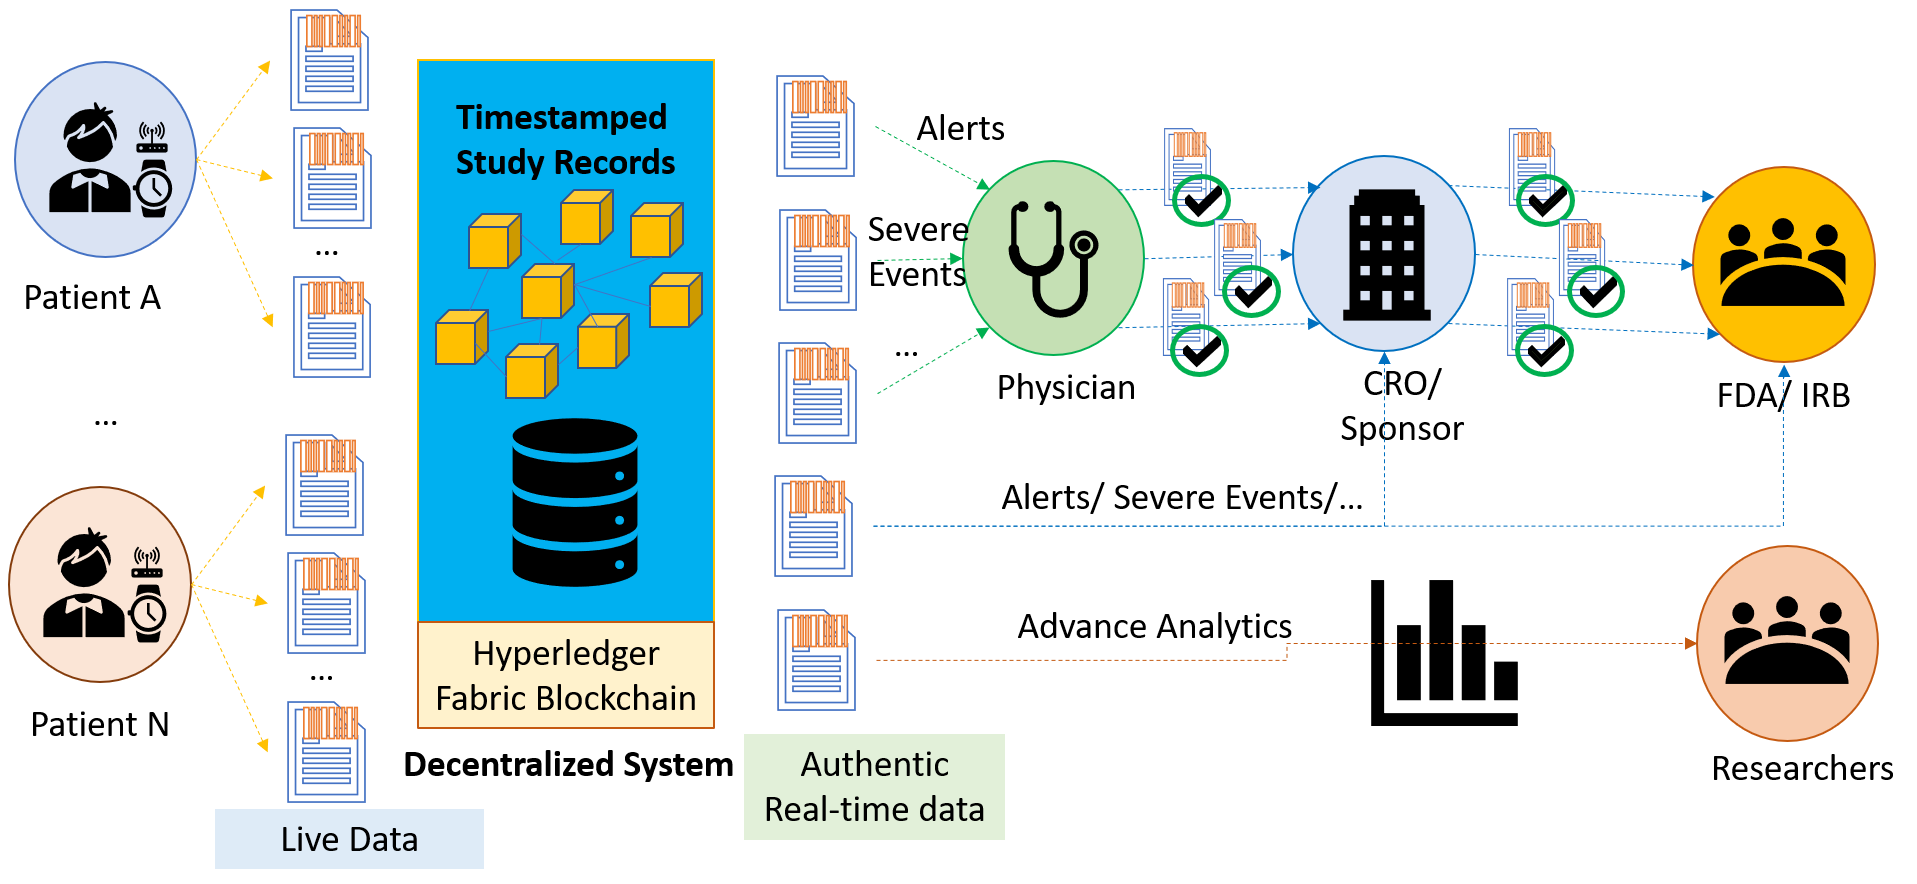 Patient A
...
...
Patient N
...
Live Data
Timestamped
Study Records
Hyperledger
Fabric Blockchain
Decentralized System
Authentic
Real-time data
Alerts
Severe
Events
...
Physician
CRO/
Sponsor
FDA/ IRB
Alerts/ Severe Events/...
Advance Analytics
Researchers